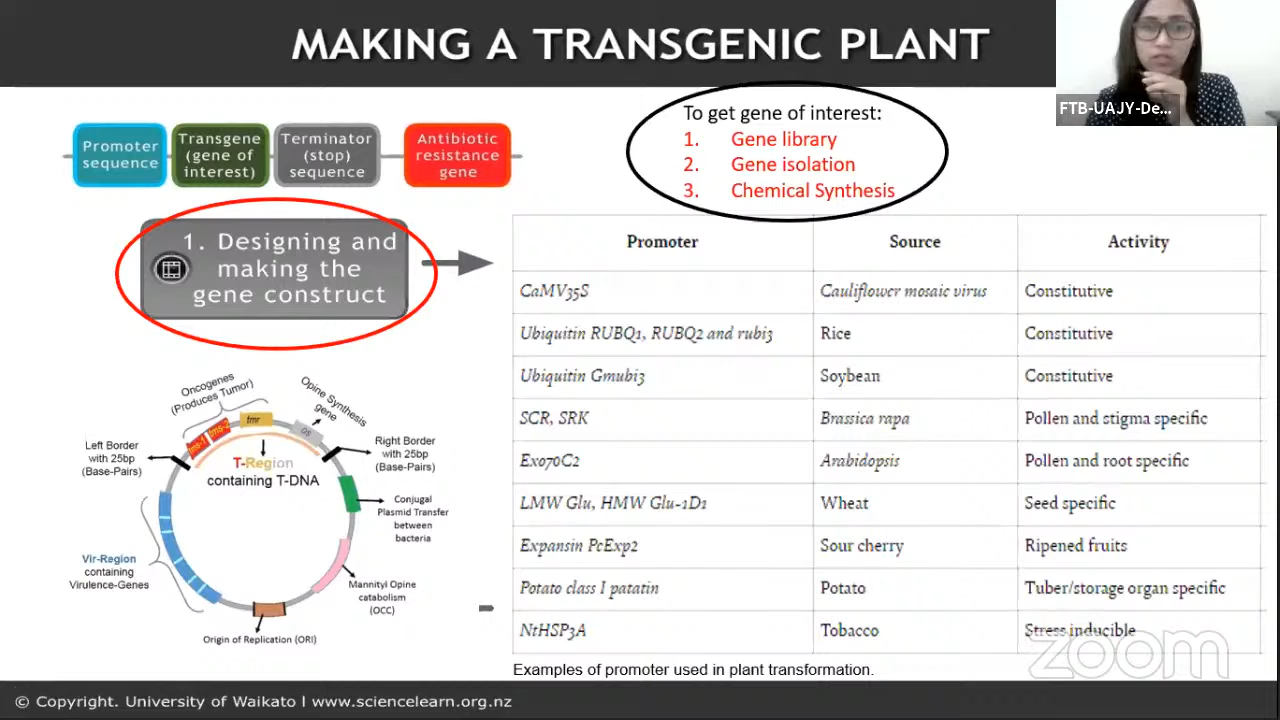 MAKING A TRANSGENIC PLANT
FTB-UAJY-De...
To get gene of interest:
1. Gene library
2. Gene isolation
3. Chemical Synthesis
Promoter
sequence
Transgene
(gene of
interest)
Terminator
(stop)
sequence
Antibiotic
resistance
gene
1. Designing and
making the
gene construct
Promoter Source Activity
CaMV35S Cauliflower mosaic virus Constitutive
Ubiquitin RUBQ1, RUBQ2 and rubi3 Rice Constitutive
Ubiquitin Gmubi3 Soybean Constitutive
SCR, SRK Brassica rapa Pollen and stigma specific
Exo70C2 Arabidopsis Pollen and root specific
LMW Glu, HMW Glu-1D1 Wheat Seed specific
Expansin PcExp2 Sour cherry Ripened fruits
Potato class I patatin Potato Tuber/storage organ specific
NtHSP3A Tobacco Stress inducible
Examples of promoter used in plant transformation.
Oncogenes
(Produces Tumor)
Opine Synthesis
gene
tms-1
tms-2
tmr
os
Left Border
with 25bp
(Base-Pairs)
Right Border
with 25bp
(Base-Pairs)
T-Region
containing T-DNA
Conjugal
Plasmid Transfer
between
bacteria
Vir-Region
containing
Virulence-Genes
Mannityl Opine
catabolism
(OCC)
Origin of Replication (ORI)
zoom
© Copyright. University of Waikato | www.sciencelearn.org.nz